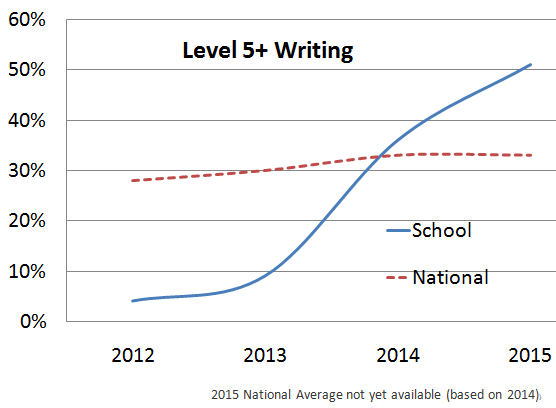 Level 5+ Writing
60%
50%
40%
30%
20%
10%
0%
School
National
2012 2013 2014 2015
2015 National Average not yet available (based on 2014)